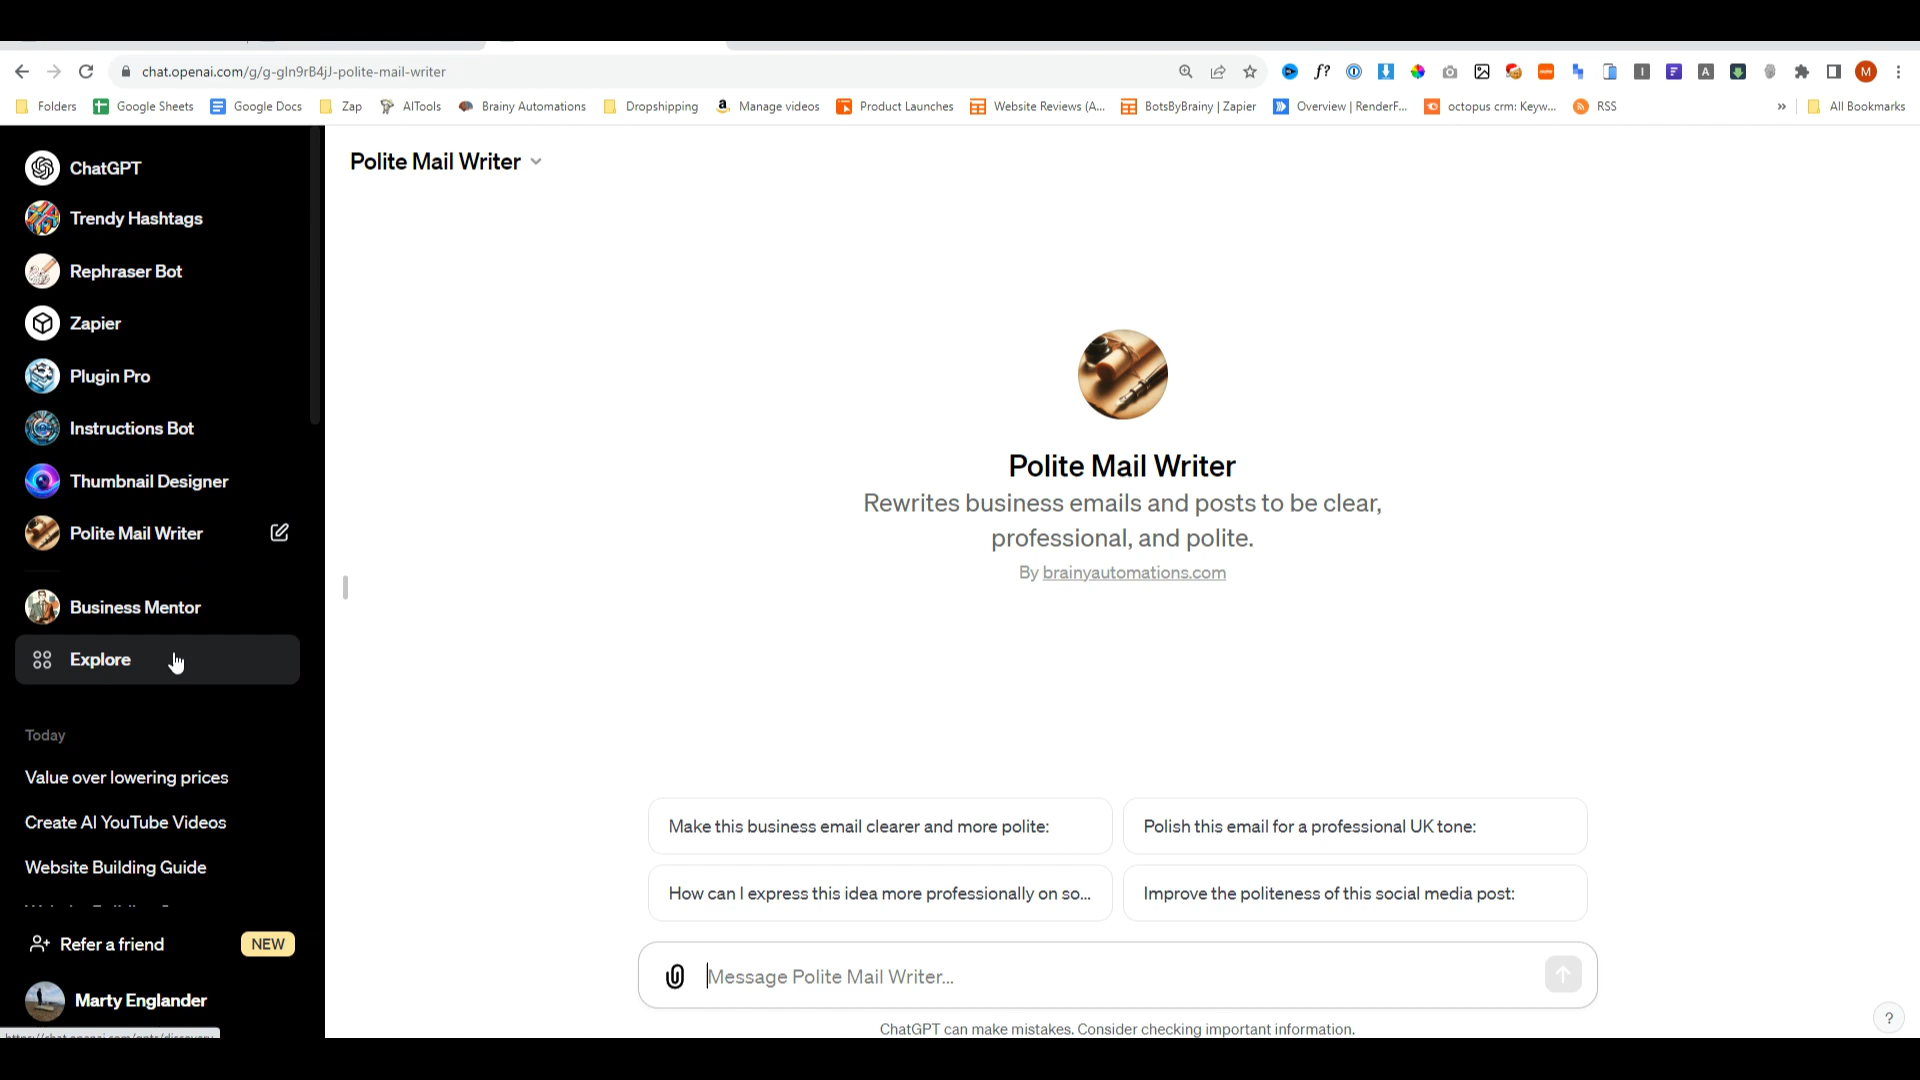 chat.openai.com/g/g-gln9rB4jJ-polite-mail-writer
f?
M
Folders
Google Sheets
Google Docs
Zap
AITools
Brainy Automations
Dropshipping
Manage videos
Product Launches
Website Reviews (A...
BotsByBrainy | Zapier
Overview | RenderF...
octopus crm: Keyw...
RSS
»
All Bookmarks
ChatGPT
Trendy Hashtags
Rephraser Bot
Zapier
Plugin Pro
Instructions Bot
Thumbnail Designer
Polite Mail Writer
Business Mentor
Explore
Today
Value over lowering prices
Create AI YouTube Videos
Website Building Guide
Refer a friend
NEW
Marty Englander
Polite Mail Writer
Polite Mail Writer
Rewrites business emails and posts to be clear,
professional, and polite.
By brainyautomations.com
Make this business email clearer and more polite:
Polish this email for a professional UK tone:
How can I express this idea more professionally on so...
Improve the politeness of this social media post:
Message Polite Mail Writer...
ChatGPT can make mistakes. Consider checking important information.
?